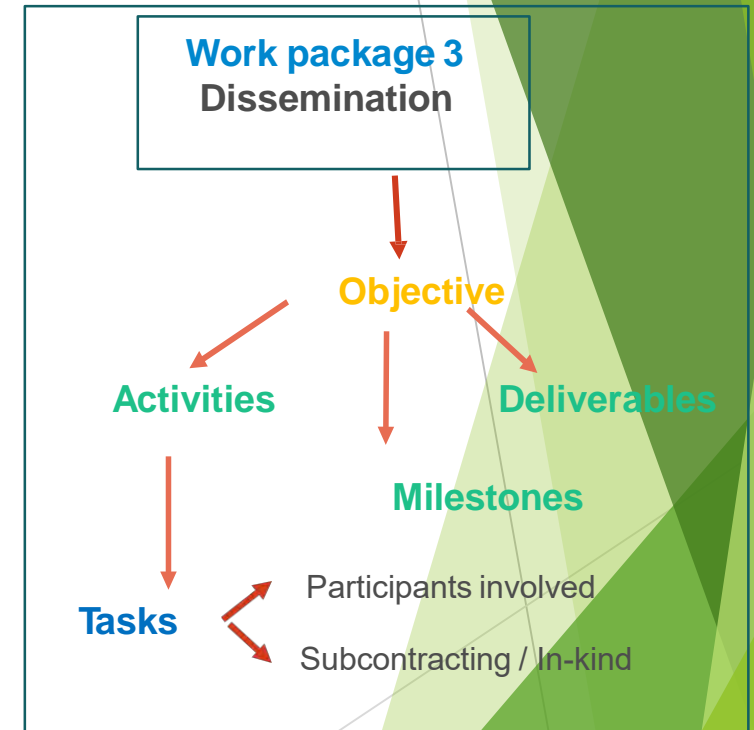 Work package 3
Dissemination
Objective
Activities
Deliverables
Milestones
Participants involved
Tasks
Subcontracting / In-kind